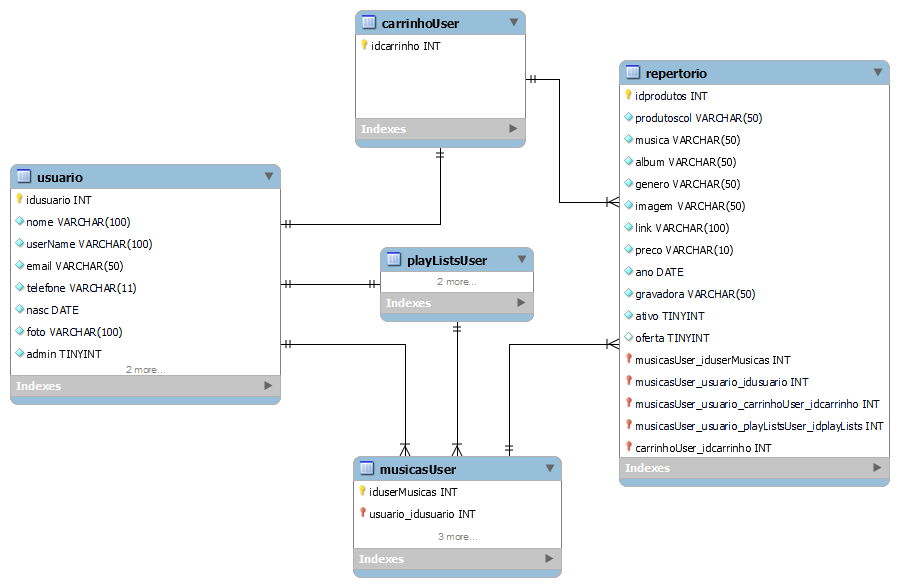 carrinhoUser
idcarrinho INT
Indexes
repertorio
idprodutos INT
produtoscol VARCHAR(50)
musica VARCHAR(50)
album VARCHAR(50)
genero VARCHAR(50)
imagem VARCHAR(50)
link VARCHAR(100)
preco VARCHAR(10)
ano DATE
gravadora VARCHAR(50)
ativo TINYINT
oferta TINYINT
musicasUser_iduserMusicas INT
musicasUser_usuario_idusuario INT
musicasUser_usuario_carrinhoUser_idcarrinho INT
musicasUser_usuario_playListsUser_idplayLists INT
carrinhoUser_idcarrinho INT
Indexes
usuario
idusuario INT
nome VARCHAR(100)
userName VARCHAR(100)
email VARCHAR(50)
telefone VARCHAR(11)
nasc DATE
foto VARCHAR(100)
admin TINYINT
2 more...
Indexes
playListsUser
2 more...
Indexes
musicasUser
iduserMusicas INT
usuario_idusuario INT
3 more...
Indexes